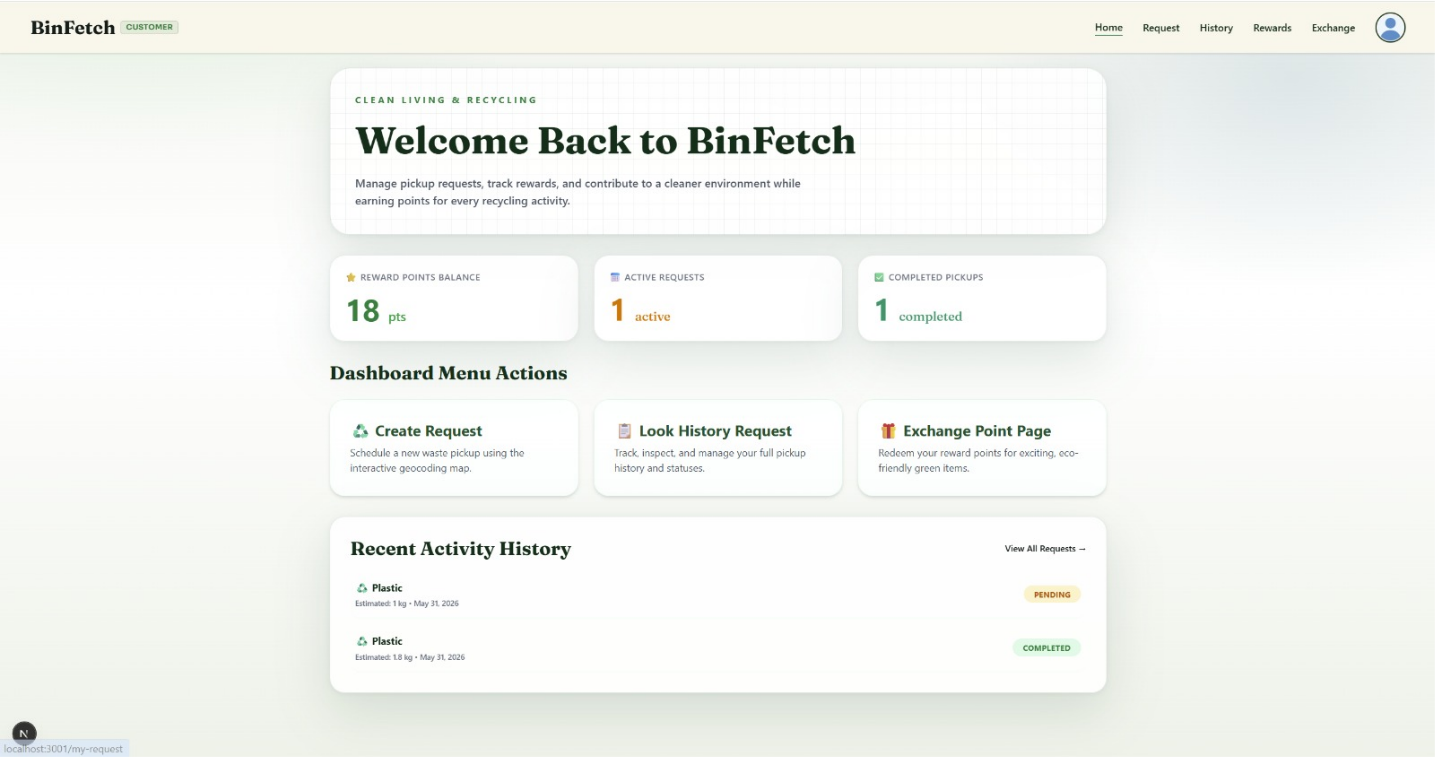 BinFetch CUSTOMER
Home Request History Rewards Exchange
CLEAN LIVING & RECYCLING
Welcome Back to BinFetch
Manage pickup requests, track rewards, and contribute to a cleaner environment while
earning points for every recycling activity.
REWARD POINTS BALANCE
18 pts
ACTIVE REQUESTS
1 active
COMPLETED PICKUPS
1 completed
Dashboard Menu Actions
Create Request
Schedule a new waste pickup using the
interactive geocoding map.
Look History Request
Track, inspect, and manage your full pickup
history and statuses.
Exchange Point Page
Redeem your reward points for exciting, eco-
friendly green items.
Recent Activity History
View All Requests →
Plastic
Estimated: 1 kg • May 31, 2026
PENDING
Plastic
Estimated: 1.8 kg • May 31, 2026
COMPLETED
N
localhost:3001/my-request